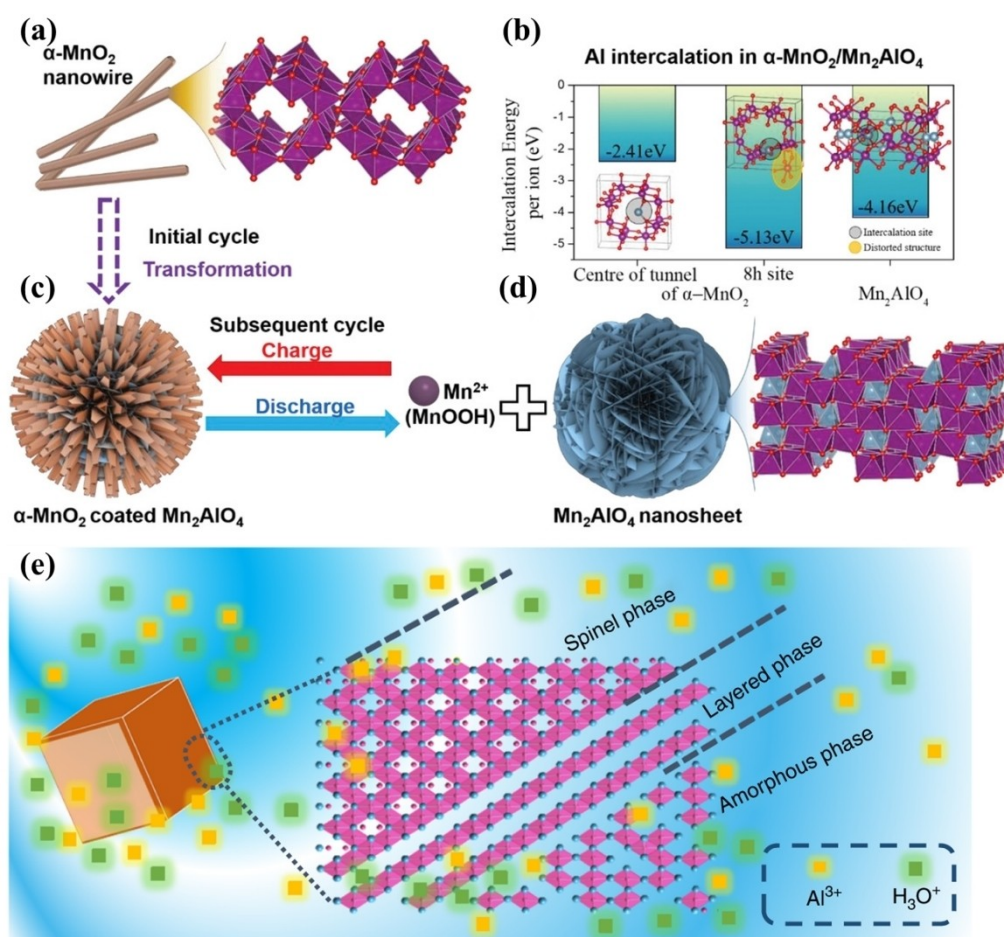 (a)
α-MnO₂
nanowire
(b)
Al intercalation in α-MnO₂/Mn₂AlO₄
Intercalation Energy
per ion (eV)
0
-1
-2
-3
-4
-5
-2.41eV
-5.13eV
-4.16eV
Intercalation site
Distorted structure
Centre of tunnel
8h site
of α−MnO₂
Mn₂AlO₄
Initial cycle
Transformation
(c)
Subsequent cycle
Charge
Discharge
Mn²⁺
(MnOOH)
(d)
α-MnO₂ coated Mn₂AlO₄
Mn₂AlO₄ nanosheet
(e)
Spinel phase
Layered phase
Amorphous phase
Al³⁺
H₃O⁺